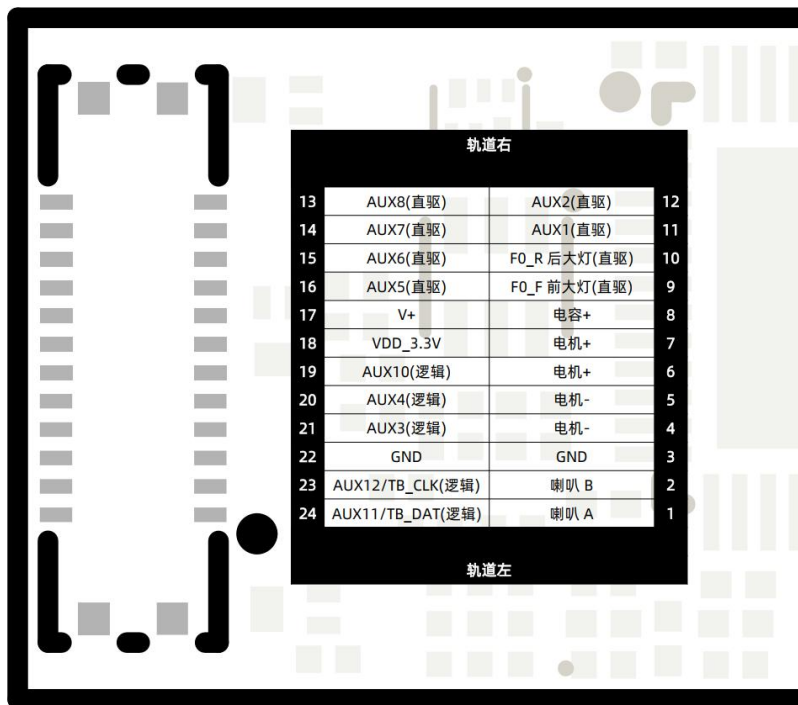 轨道右
13 AUX8(直驱) AUX2(直驱) 12
14 AUX7(直驱) AUX1(直驱) 11
15 AUX6(直驱) F0_R 后大灯(直驱) 10
16 AUX5(直驱) F0_F 前大灯(直驱) 9
17 V+ 电容+ 8
18 VDD_3.3V 电机+ 7
19 AUX10(逻辑) 电机+ 6
20 AUX4(逻辑) 电机- 5
21 AUX3(逻辑) 电机- 4
22 GND GND 3
23 AUX12/TB_CLK(逻辑) 喇叭 B 2
24 AUX11/TB_DAT(逻辑) 喇叭 A 1
轨道左